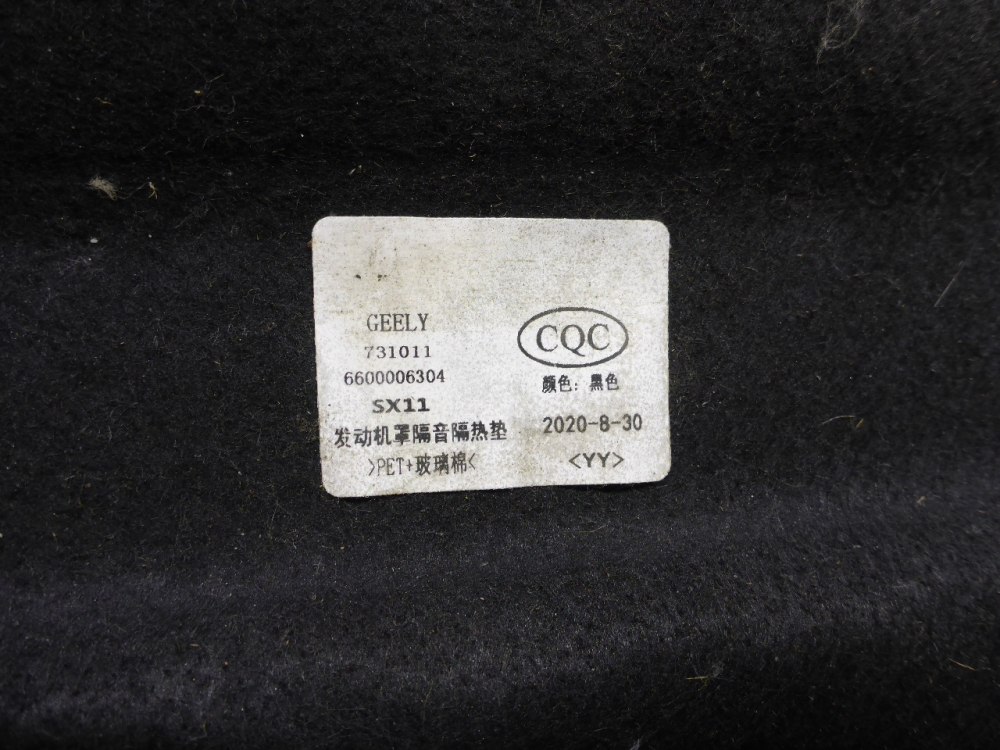 GEELY
731011
6600006304
SX11
发动机罩隔音隔热垫
>PET+玻璃棉<
CQC
颜色：黑色
2020-8-30
<YY>